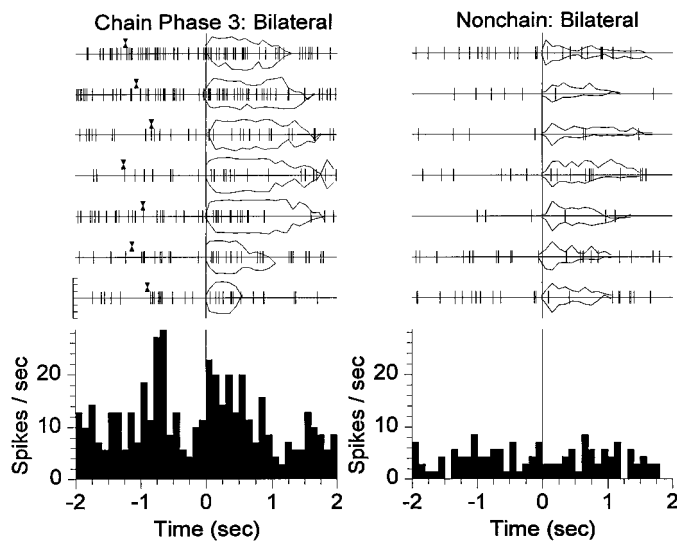 Chain Phase 3: Bilateral
Nonchain: Bilateral
Spikes / sec
20
10
0
-2 -1 0 1 2
Time (sec)
Spikes / sec
20
10
0
-2 -1 0 1 2
Time (sec)